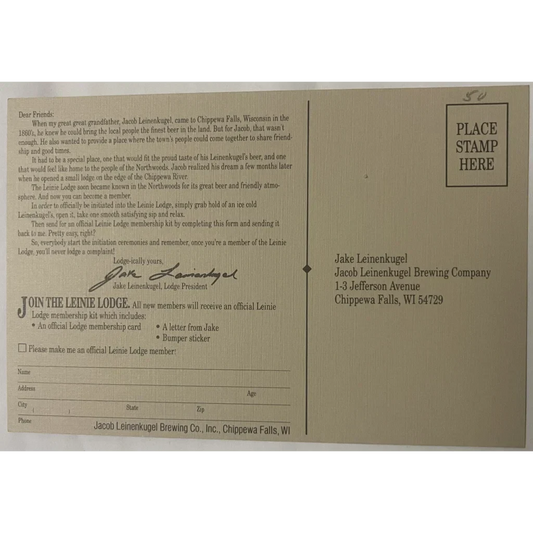 Dear Friends:
When my great great grandfather, Jacob Leinenkugel, came to Chippewa Falls, Wisconsin in the
1860's, he knew he could bring the local people the finest beer in the land. But for Jacob, that wasn't
enough. He also wanted to provide a place where the town's people could come together to share friend-
ship and good times.
It had to be a special place, one that would fit the proud taste of his Leinenkugel's beer, and one
that would feel like home to the people of the Northwoods. Jacob realized his dream a few months later
when he opened a small lodge on the edge of the Chippewa River.
The Leinie Lodge soon became known in the Northwoods for its great beer and friendly atmo-
sphere. And now you can become a member.
In order to officially be initiated into the Leinie Lodge, simply grab hold of an ice cold
Leinenkugel's, open it, take one smooth satisfying sip and relax.
Then send for an official Lodge membership kit by completing this form and sending it
back to me. Pretty easy, right?
So, everybody start the initiation ceremonies and remember, once you're a member of the Leinie
Lodge, you'll never lodge a complaint!
Lodge-ically yours,
Jake Leinenkugel
Jake Leinenkugel, Lodge President
JOIN THE LEINIE LODGE. All new members will receive an official Leinie
Lodge membership kit which includes:
• An official Lodge membership card
• A letter from Jake
• Bumper sticker
Please make me an official Leinie Lodge member:
Name
Address Age
City State Zip
Phone
Jacob Leinenkugel Brewing Co., Inc., Chippewa Falls, WI
PLACE
STAMP
HERE
Jake Leinenkugel
Jacob Leinenkugel Brewing Company
1-3 Jefferson Avenue
Chippewa Falls, WI 54729